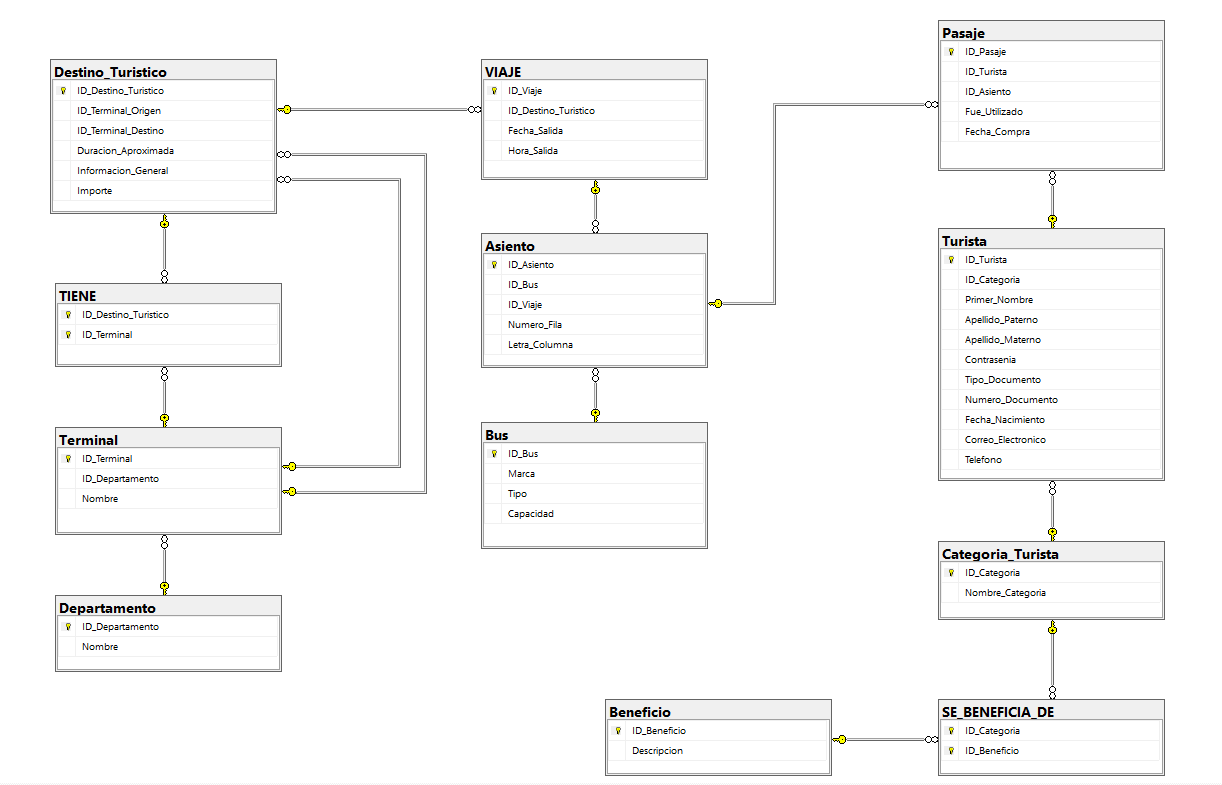 Destino_Turistico
ID_Destino_Turistico
ID_Terminal_Origen
ID_Terminal_Destino
Duracion_Aproximada
Informacion_General
Importe
TIENE
ID_Destino_Turistico
ID_Terminal
Terminal
ID_Terminal
ID_Departamento
Nombre
Departamento
ID_Departamento
Nombre
VIAJE
ID_Viaje
ID_Destino_Turistico
Fecha_Salida
Hora_Salida
Asiento
ID_Asiento
ID_Bus
ID_Viaje
Numero_Fila
Letra_Columna
Bus
ID_Bus
Marca
Tipo
Capacidad
Pasaje
ID_Pasaje
ID_Turista
ID_Asiento
Fue_Utilizado
Fecha_Compra
Turista
ID_Turista
ID_Categoria
Primer_Nombre
Apellido_Paterno
Apellido_Materno
Contrasenia
Tipo_Documento
Numero_Documento
Fecha_Nacimiento
Correo_Electronico
Telefono
Categoria_Turista
ID_Categoria
Nombre_Categoria
Beneficio
ID_Beneficio
Descripcion
SE_BENEFICIA_DE
ID_Categoria
ID_Beneficio